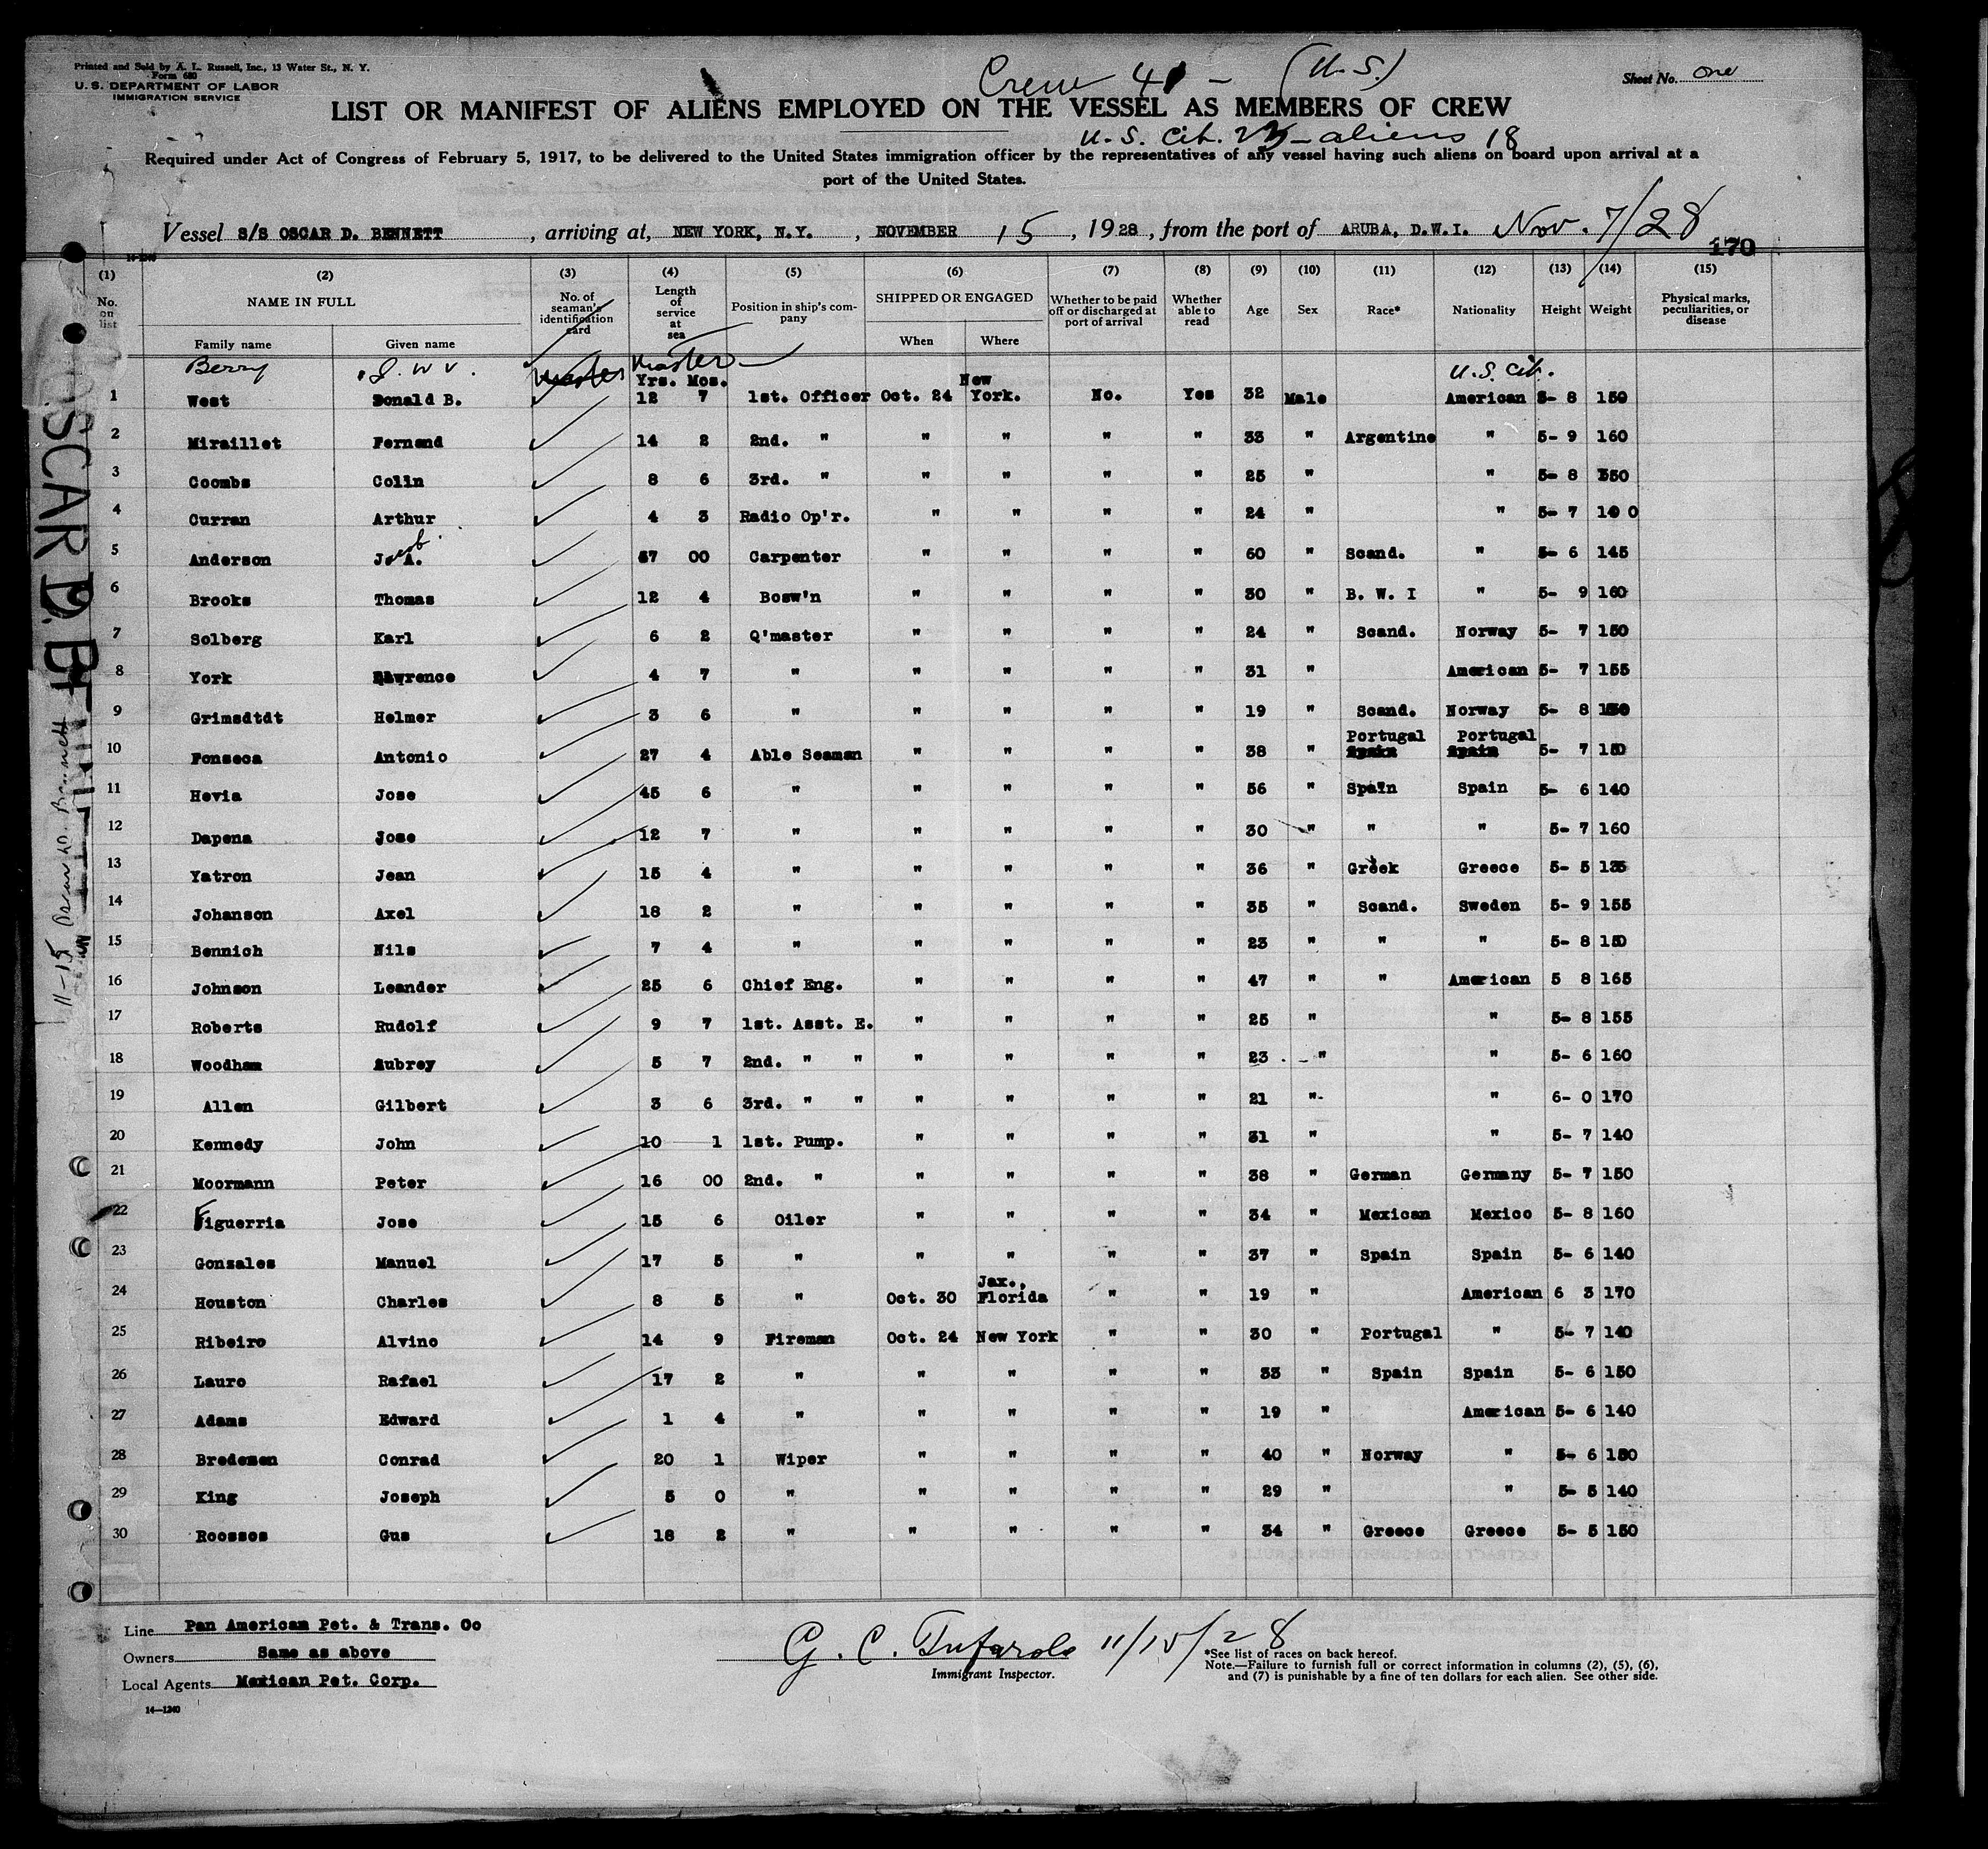 Printed and Sold by A. L. Russell, Inc., 13 Water St., N. Y.
Form 680
U. S. DEPARTMENT OF LABOR
IMMIGRATION SERVICE
Crew 41 - (U.S.)
Sheet No. one
LIST OR MANIFEST OF ALIENS EMPLOYED ON THE VESSEL AS MEMBERS OF CREW
U.S. Cit. 23 - aliens 18
Required under Act of Congress of February 5, 1917, to be delivered to the United States immigration officer by the representatives of any vessel having such aliens on board upon arrival at a
port of the United States.
Vessel S/S OSCAR D. BENNETT, arriving at, NEW YORK, N.Y., NOVEMBER 15, 1928, from the port of ARUBA, D.W.I. Nov. 7/28
170
(1) (2) (3) (4) (5) (6) (7) (8) (9) (10) (11) (12) (13) (14) (15)
No. on list NAME IN FULL Family name Given name No. of seaman's identification card Length of service at sea Position in ship's company SHIPPED OR ENGAGED When Where Whether to be paid off or discharged at port of arrival Whether able to read Age Sex Race* Nationality Height Weight Physical marks, peculiarities, or disease
Berry Master Master U.S. Cit.
Yrs. Mos.
1 West Donald B. 12 7 1st. Officer Oct. 24 New York. No. Yes 32 Male American 5- 8 150
2 Miraillet Fernand 14 2 2nd. " " " " " 33 " Argentine " 5- 9 160
3 Coombs Colin 8 6 3rd. " " " " " 25 " " 5- 8 150
4 Curran Arthur 4 3 Radio Op'r. " " " " 24 " " 5- 7 140
5 Anderson Jacob A. 57 00 Carpenter " " " " 60 " Scand. " 5- 6 145
6 Brooks Thomas 12 4 Bosw'n " " " " 30 " B. W. I " 5- 9 160
7 Solberg Karl 6 2 Q'master " " " " 24 " Scand. Norway 5- 7 150
8 York Lawrence 4 7 " " " " " 31 " American 5- 7 155
9 Grimsdtdt Helmer 3 6 " " " " " 19 " Scand. Norway 5- 8
10 Fonseca Antonio 27 4 Able Seaman " " " " 38 " Portugal Portugal 5- 7 150
11 Hevia Jose 45 6 " " " " " 56 " Spain Spain 5- 6 140
12 Dapena Jose 12 7 " " " " " 30 " " " 5- 7 160
13 Yatron Jean 15 4 " " " " " 36 " Greek Greece 5- 5 135
14 Johanson Axel 18 2 " " " " " 35 " Scand. Sweden 5- 9 155
15 Bennich Nils 7 4 " " " " " 23 " " " 5- 8 150
16 Johnson Leander 25 6 Chief Eng. " " " " 47 " " American 5 8 165
17 Roberts Rudolf 9 7 1st. Asst. E. " " " " 25 " " 5- 8 155
18 Woodham Aubrey 5 7 2nd. " " " " " " 23 " " 5- 6 160
19 Allen Gilbert 3 6 3rd. " " " " " " 21 " " 6- 0 170
20 Kennedy John 10 1 1st. Pump. " " " " 31 " " 5- 7 140
21 Moormann Peter 16 00 2nd. " " " " " 38 " German Germany 5- 7 150
22 Figuerria Jose 15 6 Oiler " " " " 34 " Mexican Mexico 5- 8 160
23 Gonsales Manuel 17 5 " " " " " 37 " Spain Spain 5- 6 140
24 Houston Charles 8 5 " Oct. 30 Jax., Florida " " 19 " American 6 3 170
25 Ribeiro Alvino 14 9 Fireman Oct. 24 New York " " 30 " Portugal " 5- 7 140
26 Lauro Rafael 17 2 " " " " " 33 " Spain Spain 5- 6 150
27 Adams Edward 1 4 " " " " " 19 " American 5- 6 140
28 Bredesen Conrad 20 1 Wiper " " " " 40 " Norway " 5- 6 150
29 King Joseph 5 0 " " " " " 29 " " 5- 5 140
30 Roossos Gus 18 2 " " " " " 34 " Greece Greece 5- 5 150
Line Pan American Pet. & Trans. Co
Owners Same as above
Local Agents Mexican Pet. Corp.
14—1240
G. C. Tufarolo 11/15/28
Immigrant Inspector.
*See list of races on back hereof.
Note.—Failure to furnish full or correct information in columns (2), (5), (6),
and (7) is punishable by a fine of ten dollars for each alien. See other side.
OSCAR D. BENNETT
11-15 Oscar D. Bennett